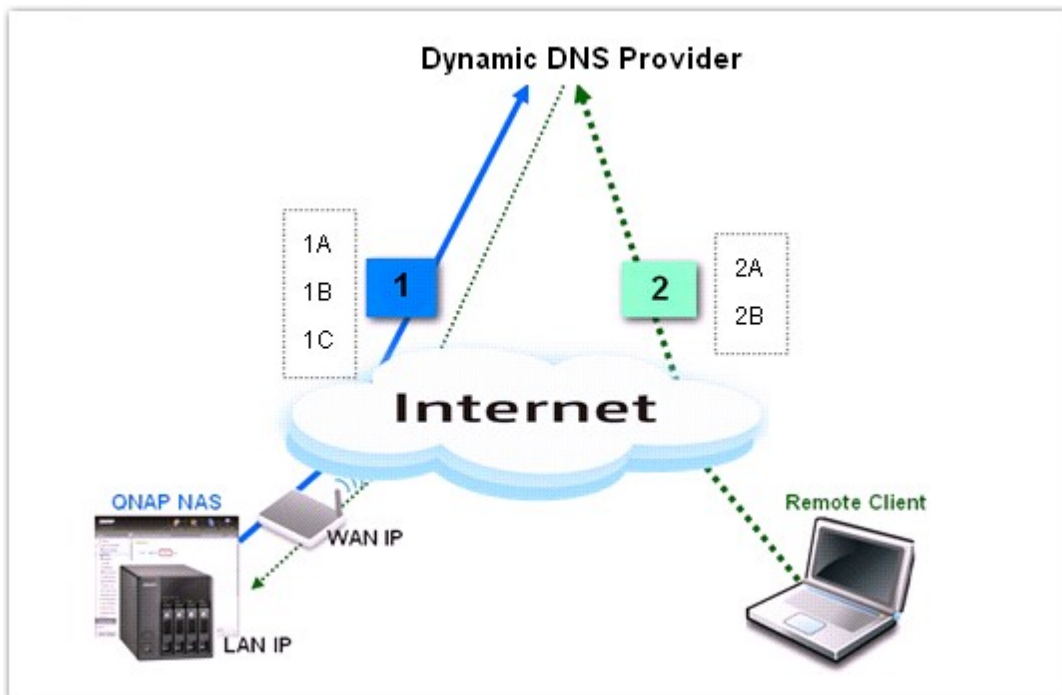 Dynamic DNS Provider
1A
1B
1C
1
2
2A
2B
Internet
QNAP NAS
WAN IP
LAN IP
Remote Client